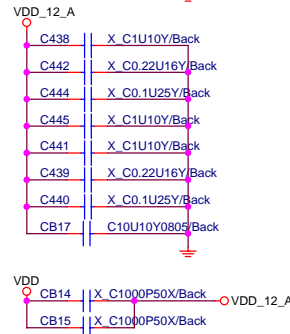 VDD_12_A
C438 X_C1U10Y/Back
C442 X_C0.22U16Y/Back
C444 X_C0.1U25Y/Back
C445 X_C1U10Y/Back
C441 X_C1U10Y/Back
C439 X_C0.22U16Y/Back
C440 X_C0.1U25Y/Back
CB17 C10U10Y0805/Back
VDD
CB14 X_C1000P50X/Back VDD_12_A
CB15 X_C1000P50X/Back